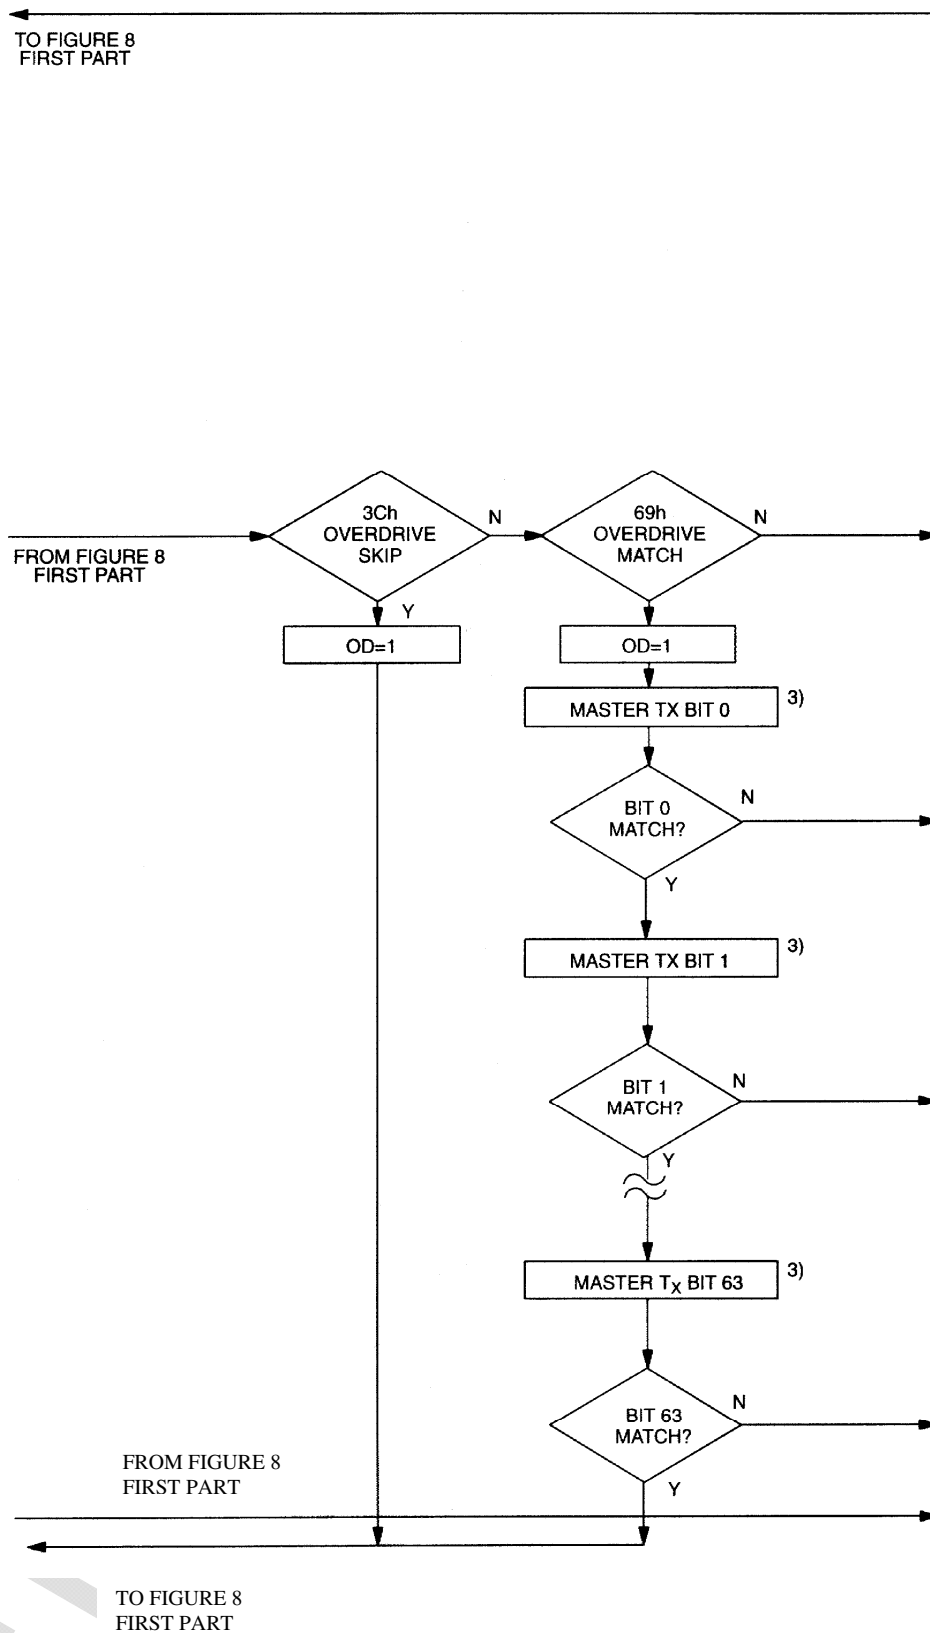 TO FIGURE 8
FIRST PART
3Ch
OVERDRIVE
SKIP
N
69h
OVERDRIVE
MATCH
N
FROM FIGURE 8
FIRST PART
Y
OD=1
OD=1
MASTER TX BIT 0
3)
BIT 0
MATCH?
N
Y
MASTER TX BIT 1
3)
BIT 1
MATCH?
N
Y
MASTER TX BIT 63
3)
BIT 63
MATCH?
N
Y
FROM FIGURE 8
FIRST PART
TO FIGURE 8
FIRST PART